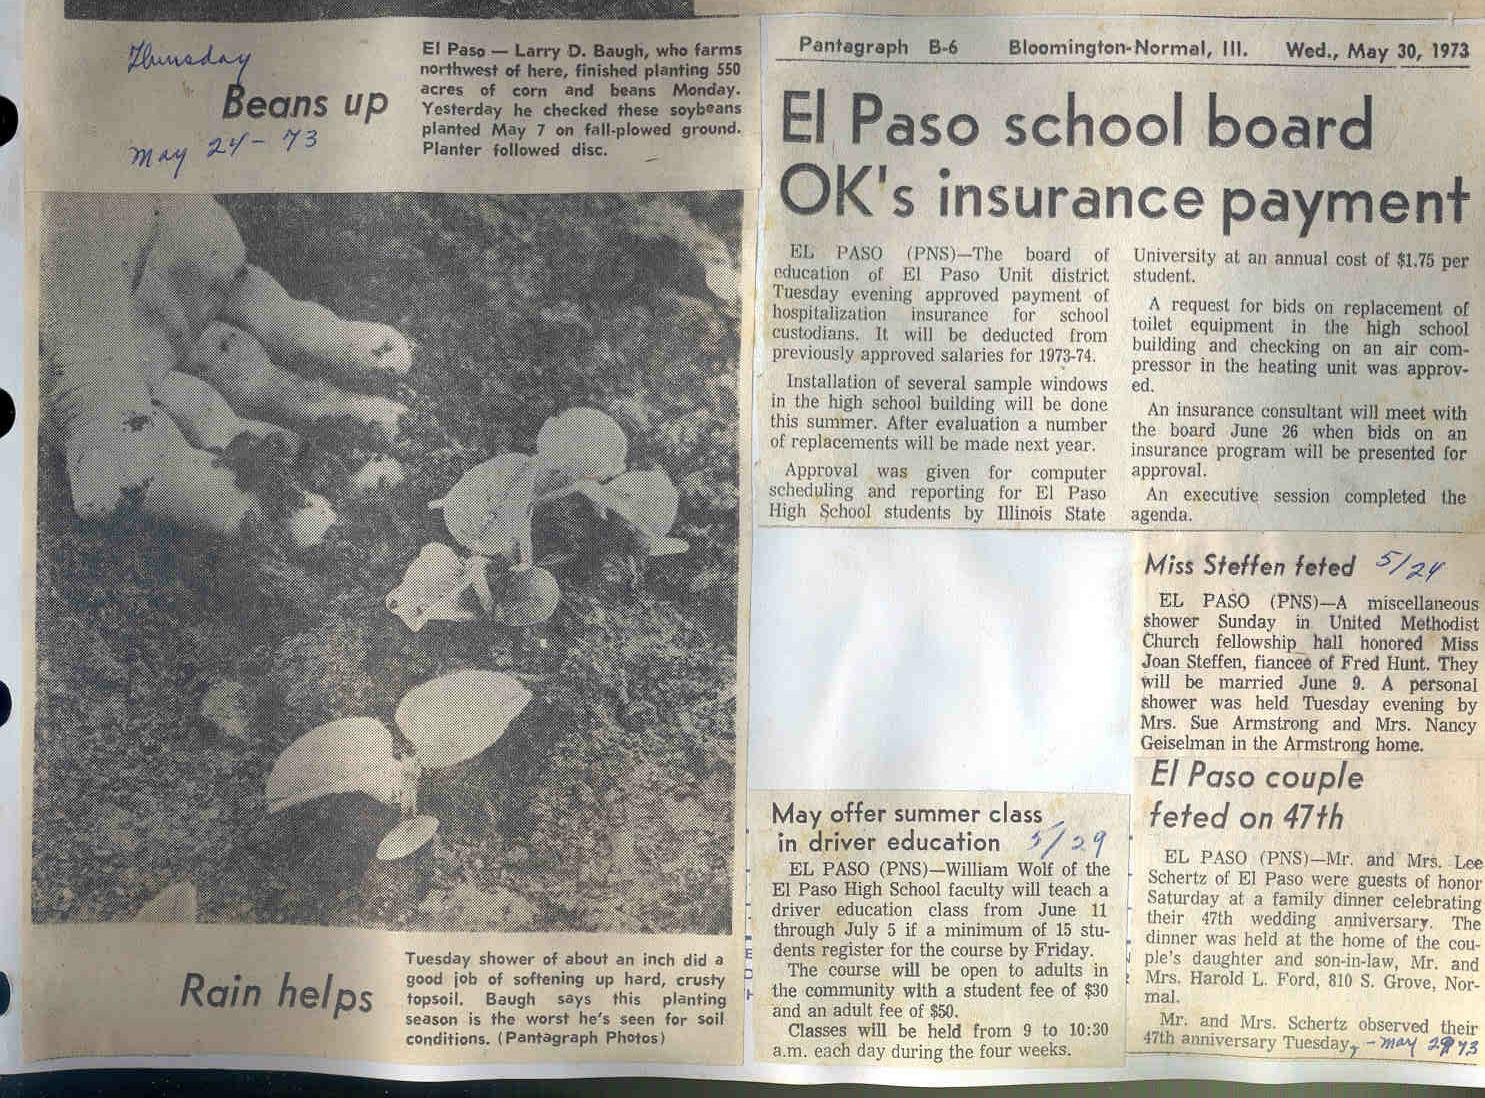 Thursday
Beans up
May 24-73
El Paso — Larry D. Baugh, who farms
northwest of here, finished planting 550
acres of corn and beans Monday.
Yesterday he checked these soybeans
planted May 7 on fall-plowed ground.
Planter followed disc.
Rain helps
Tuesday shower of about an inch did a
good job of softening up hard, crusty
topsoil. Baugh says this planting
season is the worst he's seen for soil
conditions. (Pantagraph Photos)
Pantagraph B-6 Bloomington-Normal, Ill. Wed., May 30, 1973
El Paso school board
OK's insurance payment
EL PASO (PNS)—The board of
education of El Paso Unit district
Tuesday evening approved payment of
hospitalization insurance for school
custodians. It will be deducted from
previously approved salaries for 1973-74.
Installation of several sample windows
in the high school building will be done
this summer. After evaluation a number
of replacements will be made next year.
Approval was given for computer
scheduling and reporting for El Paso
High School students by Illinois State
University at an annual cost of $1.75 per
student.
A request for bids on replacement of
toilet equipment in the high school
building and checking on an air com-
pressor in the heating unit was approv-
ed.
An insurance consultant will meet with
the board June 26 when bids on an
insurance program will be presented for
approval.
An executive session completed the
agenda.
May offer summer class
in driver education 5/29
EL PASO (PNS)—William Wolf of the
El Paso High School faculty will teach a
driver education class from June 11
through July 5 if a minimum of 15 stu-
dents register for the course by Friday.
The course will be open to adults in
the community with a student fee of $30
and an adult fee of $50.
Classes will be held from 9 to 10:30
a.m. each day during the four weeks.
Miss Steffen feted 5/24
EL PASO (PNS)—A miscellaneous
shower Sunday in United Methodist
Church fellowship hall honored Miss
Joan Steffen, fiancee of Fred Hunt. They
will be married June 9. A personal
shower was held Tuesday evening by
Mrs. Sue Armstrong and Mrs. Nancy
Geiselman in the Armstrong home.
El Paso couple
feted on 47th
EL PASO (PNS)—Mr. and Mrs. Lee
Schertz of El Paso were guests of honor
Saturday at a family dinner celebrating
their 47th wedding anniversary. The
dinner was held at the home of the cou-
ple's daughter and son-in-law, Mr. and
Mrs. Harold L. Ford, 810 S. Grove, Nor-
mal.
Mr. and Mrs. Schertz observed their
47th anniversary Tuesday, - May 73